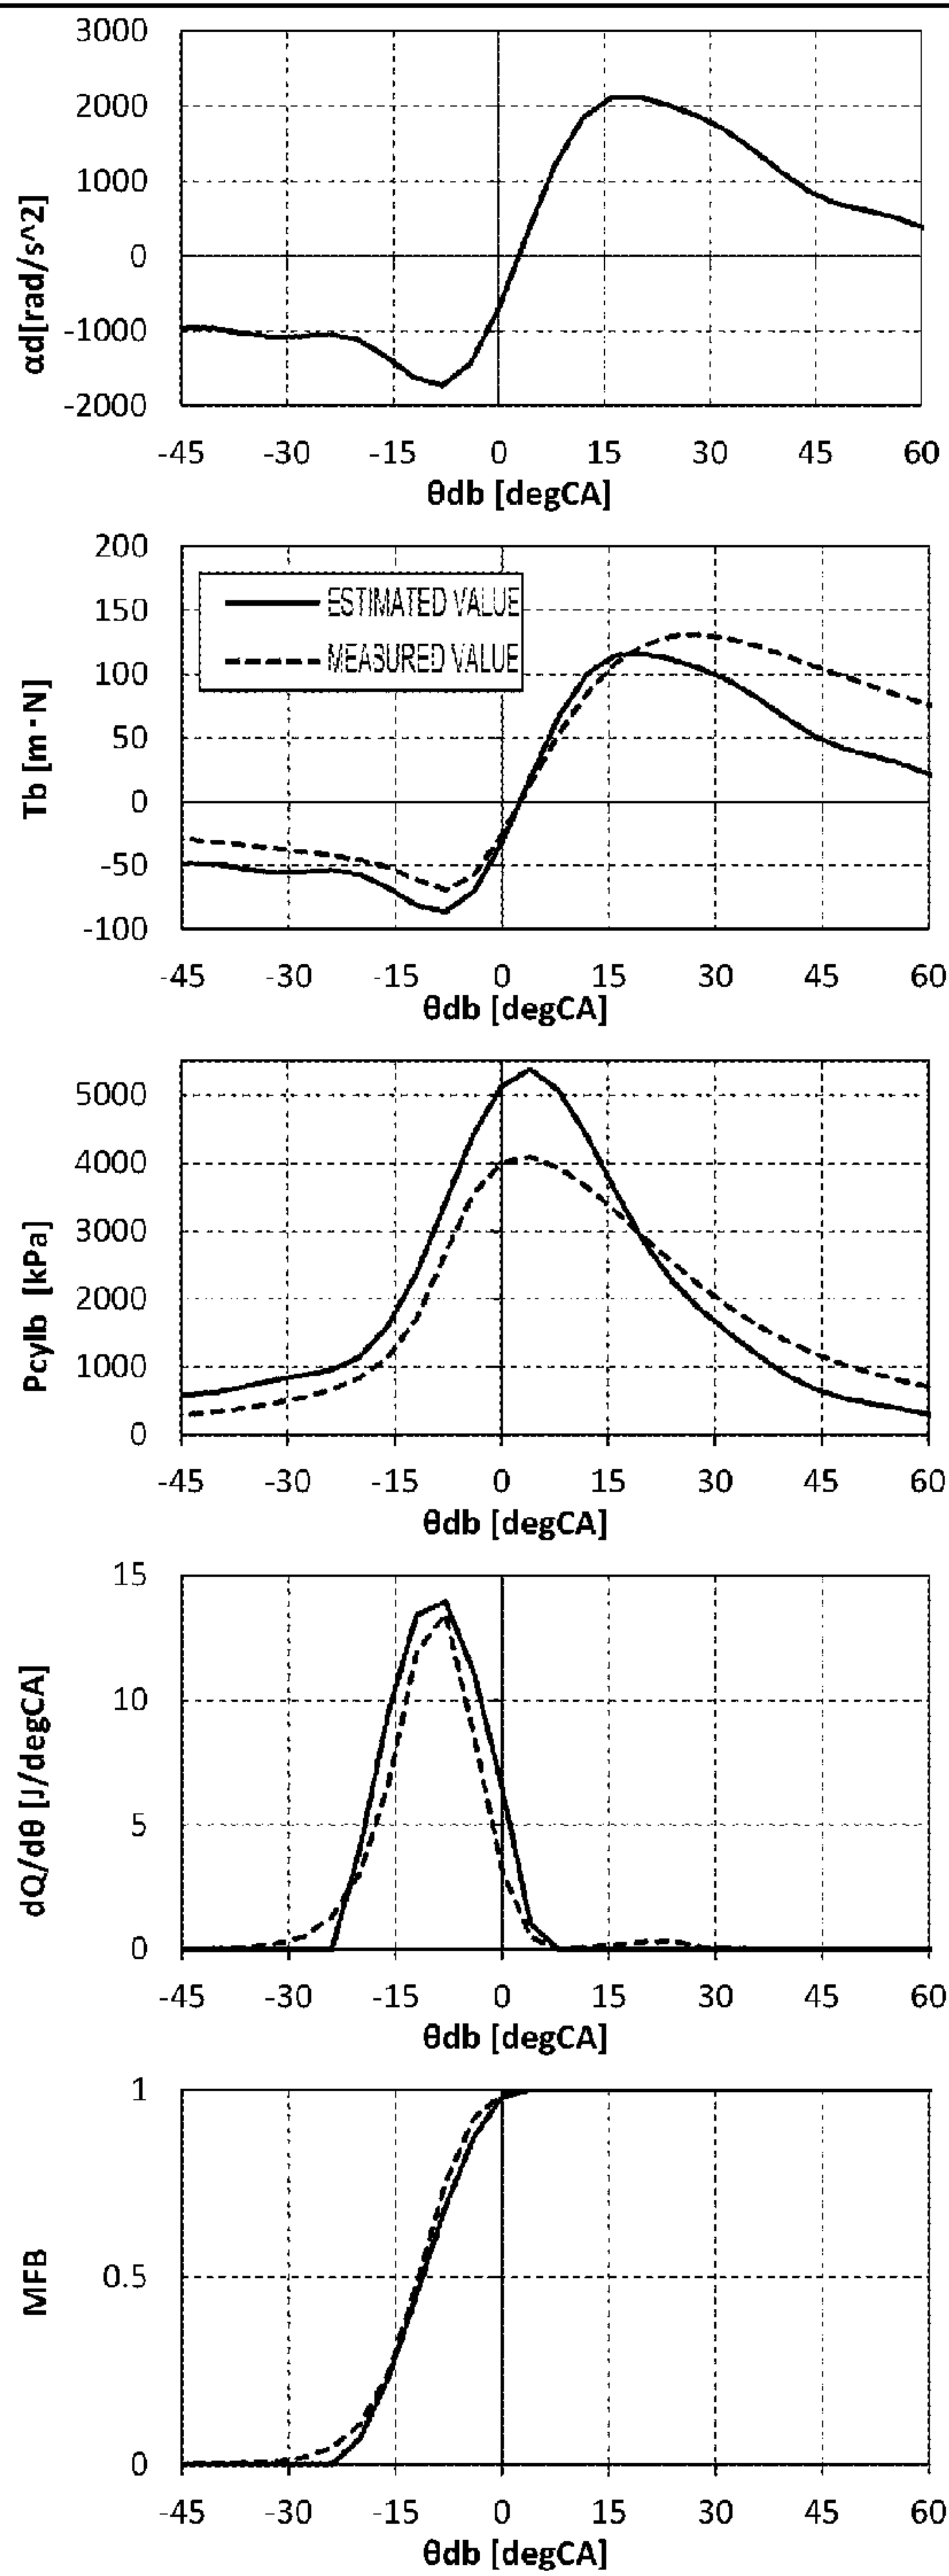 3000
2000
1000
0
-1000
-2000
αd[rad/s^2]
-45 -30 -15 0 15 30 45 60
θdb [degCA]
200
150
100
50
0
-50
-100
Tb [m・N]
ESTIMATED VALUE
MEASURED VALUE
-45 -30 -15 0 15 30 45 60
θdb [degCA]
5000
4000
3000
2000
1000
0
Pcylb [kPa]
-45 -30 -15 0 15 30 45 60
θdb [degCA]
15
10
5
0
dQ/dθ [J/degCA]
-45 -30 -15 0 15 30 45 60
θdb [degCA]
1
0.5
0
MFB
-45 -30 -15 0 15 30 45 60
θdb [degCA]